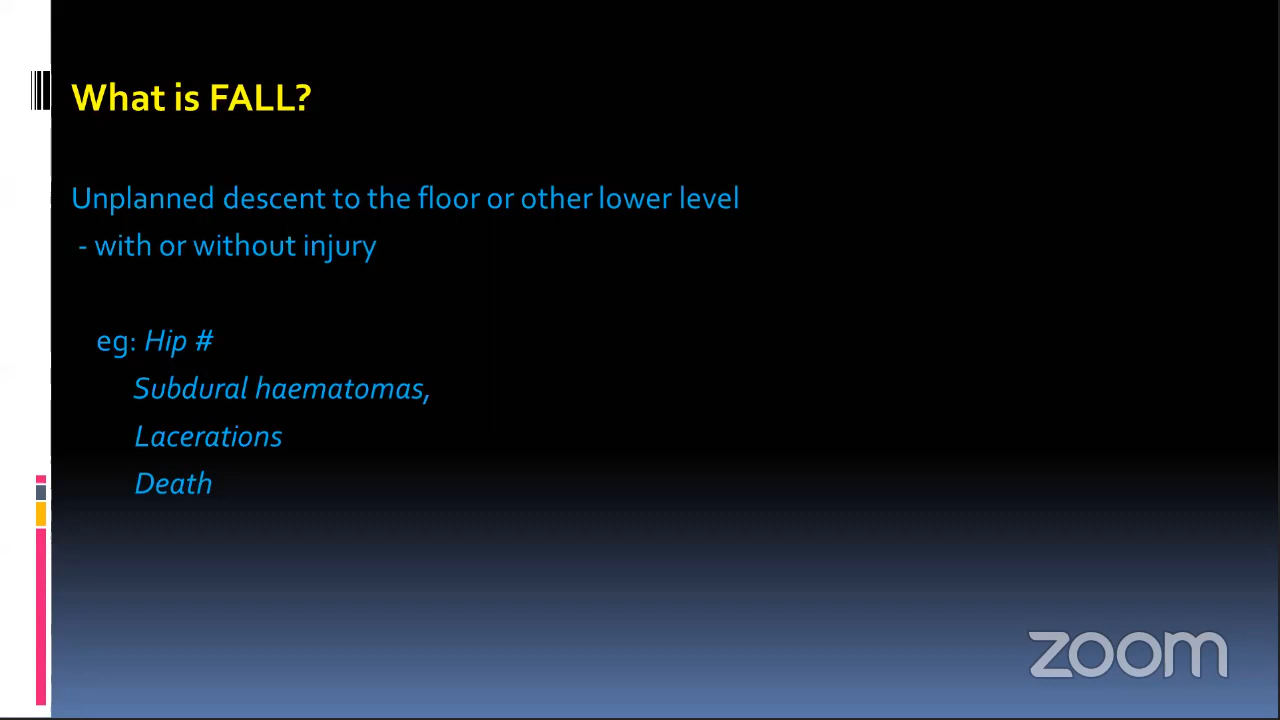 What is FALL?
Unplanned descent to the floor or other lower level
- with or without injury
eg: Hip #
Subdural haematomas,
Lacerations
Death
zoom